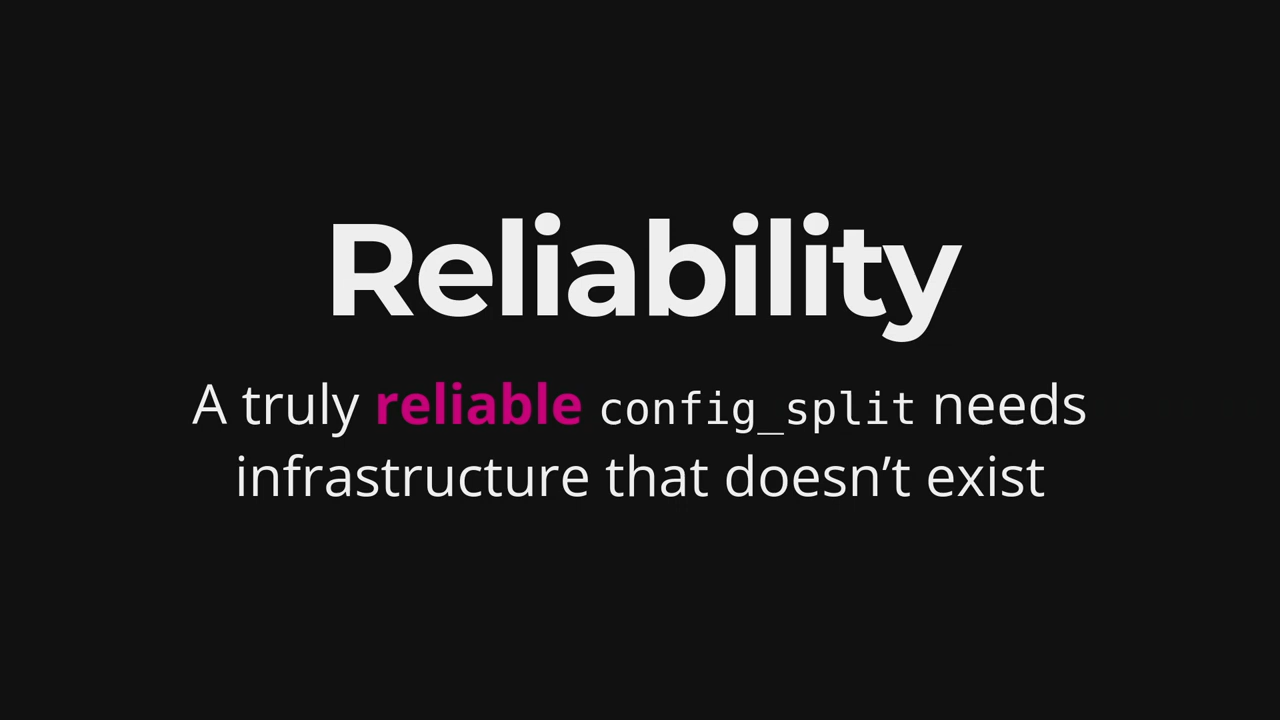 Reliability
A truly reliable config_split needs
infrastructure that doesn’t exist